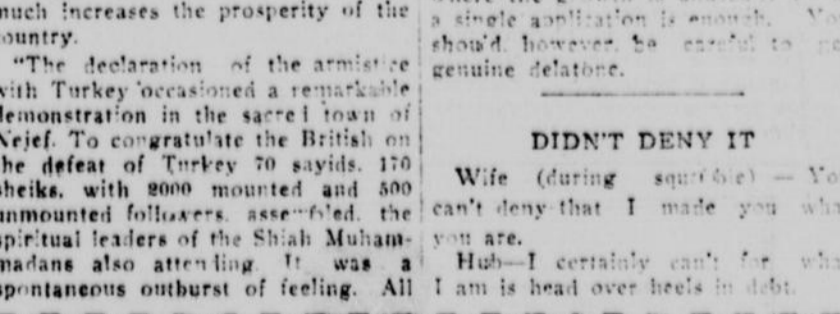 much increases the prosperity of the
country.
"The declaration of the armistice
with Turkey occasioned a remarkable
demonstration in the sacred town of
Nejef. To congratulate the British on
the defeat of Turkey 70 sayids, 170
sheiks, with 2000 mounted and 500
unmounted followers, assembled, the
spiritual leaders of the Shiah Muham-
madans also attending. It was a
spontaneous outburst of feeling. All
a single application is enough. Yo
should, however, be careful to
genuine delatone.
DIDN'T DENY IT
Wife (during squabble) — Yo
can't deny that I made you wha
you are.
Hub—I certainly can't for wha
I am is head over heels in debt.